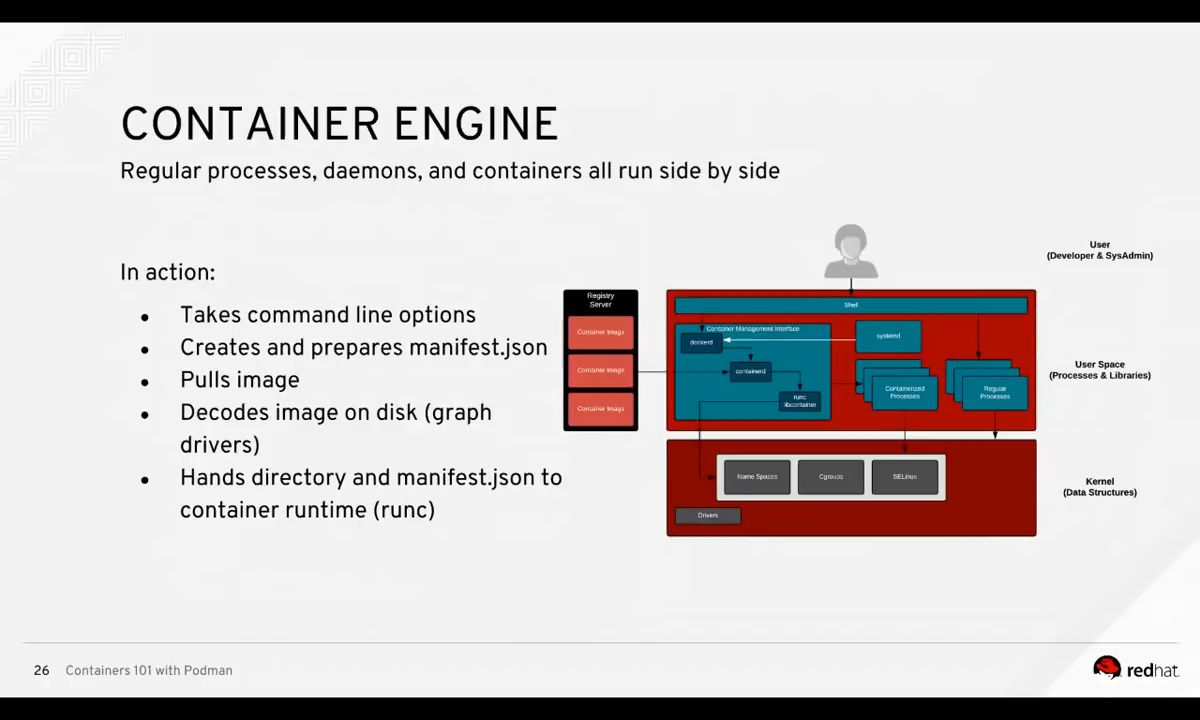 CONTAINER ENGINE
Regular processes, daemons, and containers all run side by side
In action:
● Takes command line options
● Creates and prepares manifest.json
● Pulls image
● Decodes image on disk (graph
drivers)
● Hands directory and manifest.json to
container runtime (runc)
Registry
Server
Container Image
Container Image
Container Image
Shell
Container Management Interface
dockerd
containerd
runc
libcontainer
systemd
Containerized
Processes
Regular
Processes
Name Spaces
Cgroups
SELinux
Drivers
User
(Developer & SysAdmin)
User Space
(Processes & Libraries)
Kernel
(Data Structures)
26 Containers 101 with Podman
redhat.